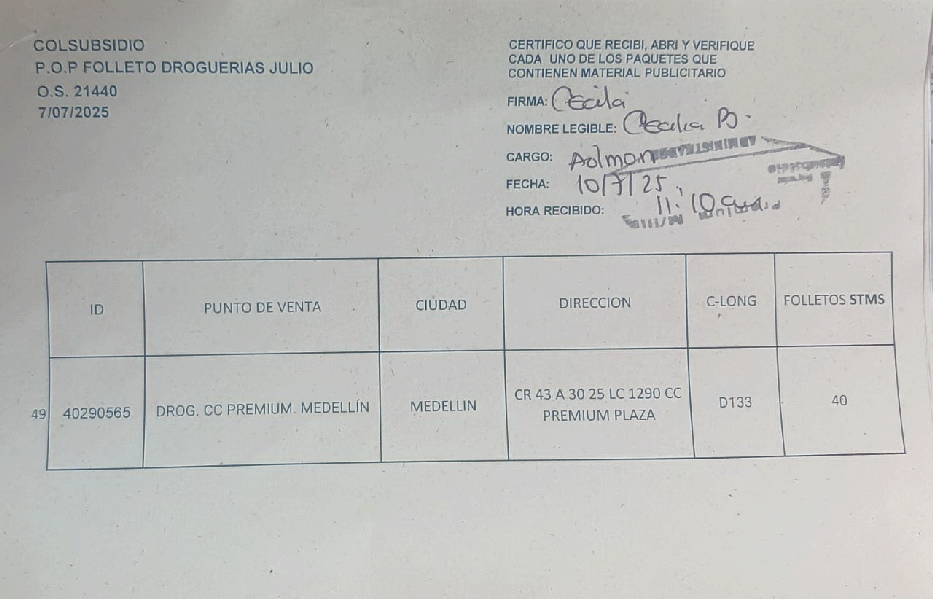 COLSUBSIDIO
P.O.P FOLLETO DROGUERIAS JULIO
O.S. 21440
7/07/2025
CERTIFICO QUE RECIBI, ABRI Y VERIFIQUE
CADA UNO DE LOS PAQUETES QUE
CONTIENEN MATERIAL PUBLICITARIO
FIRMA: Cecilia
NOMBRE LEGIBLE: Cecilia B.
CARGO: Admon
FECHA: 10/7/25
HORA RECIBIDO: 11:10
ID PUNTO DE VENTA CIUDAD DIRECCION C-LONG FOLLETOS STMS
49 40290565 DROG. CC PREMIUM. MEDELLÍN MEDELLIN CR 43 A 30 25 LC 1290 CC D133 40
PREMIUM PLAZA